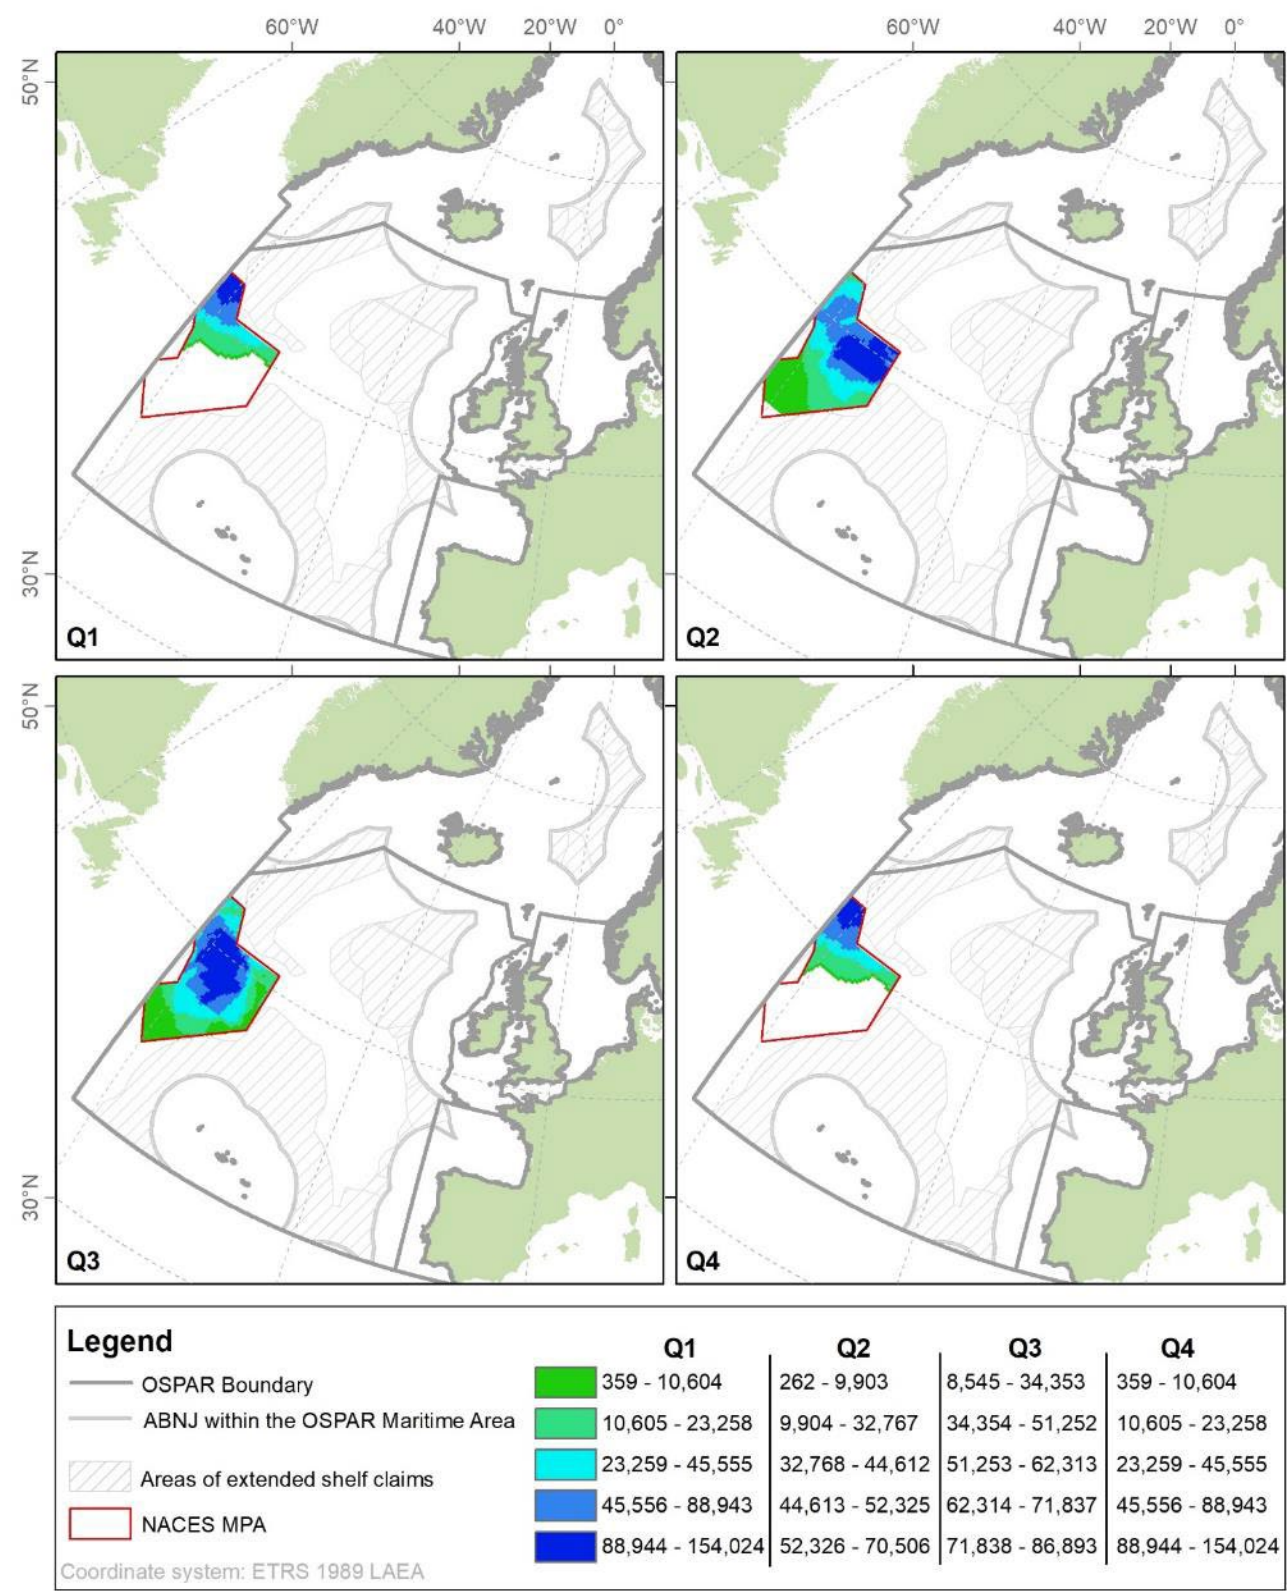 60°W 40°W 20°W 0° 60°W 40°W 20°W 0°
50°N
30°N
Q1 Q2
50°N
30°N
Q3 Q4
Legend Q1 Q2 Q3 Q4
OSPAR Boundary 359 - 10,604 262 - 9,903 8,545 - 34,353 359 - 10,604
ABNJ within the OSPAR Maritime Area 10,605 - 23,258 9,904 - 32,767 34,354 - 51,252 10,605 - 23,258
Areas of extended shelf claims 23,259 - 45,555 32,768 - 44,612 51,253 - 62,313 23,259 - 45,555
NACES MPA 45,556 - 88,943 44,613 - 52,325 62,314 - 71,837 45,556 - 88,943
88,944 - 154,024 52,326 - 70,506 71,838 - 86,893 88,944 - 154,024
Coordinate system: ETRS 1989 LAEA